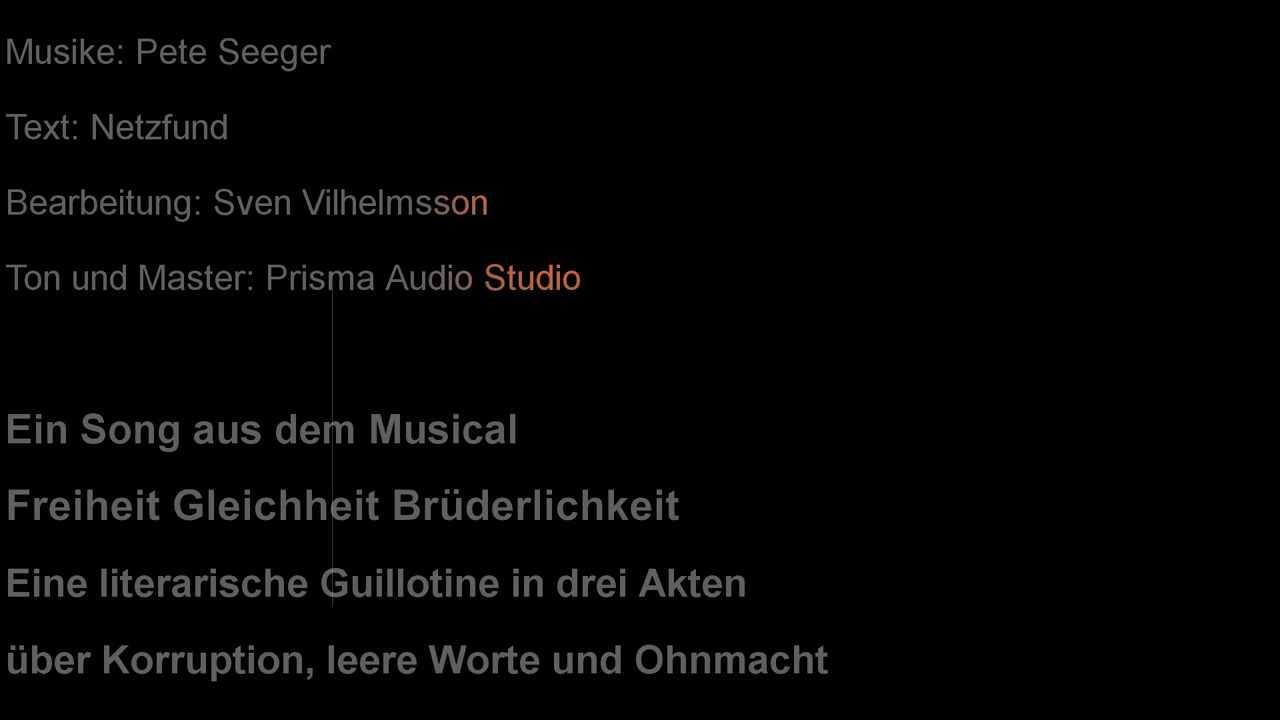 Musike: Pete Seeger
Text: Netzfund
Bearbeitung: Sven Vilhelmsson
Ton und Master: Prisma Audio Studio
Ein Song aus dem Musical
Freiheit Gleichheit Brüderlichkeit
Eine literarische Guillotine in drei Akten
über Korruption, leere Worte und Ohnmacht